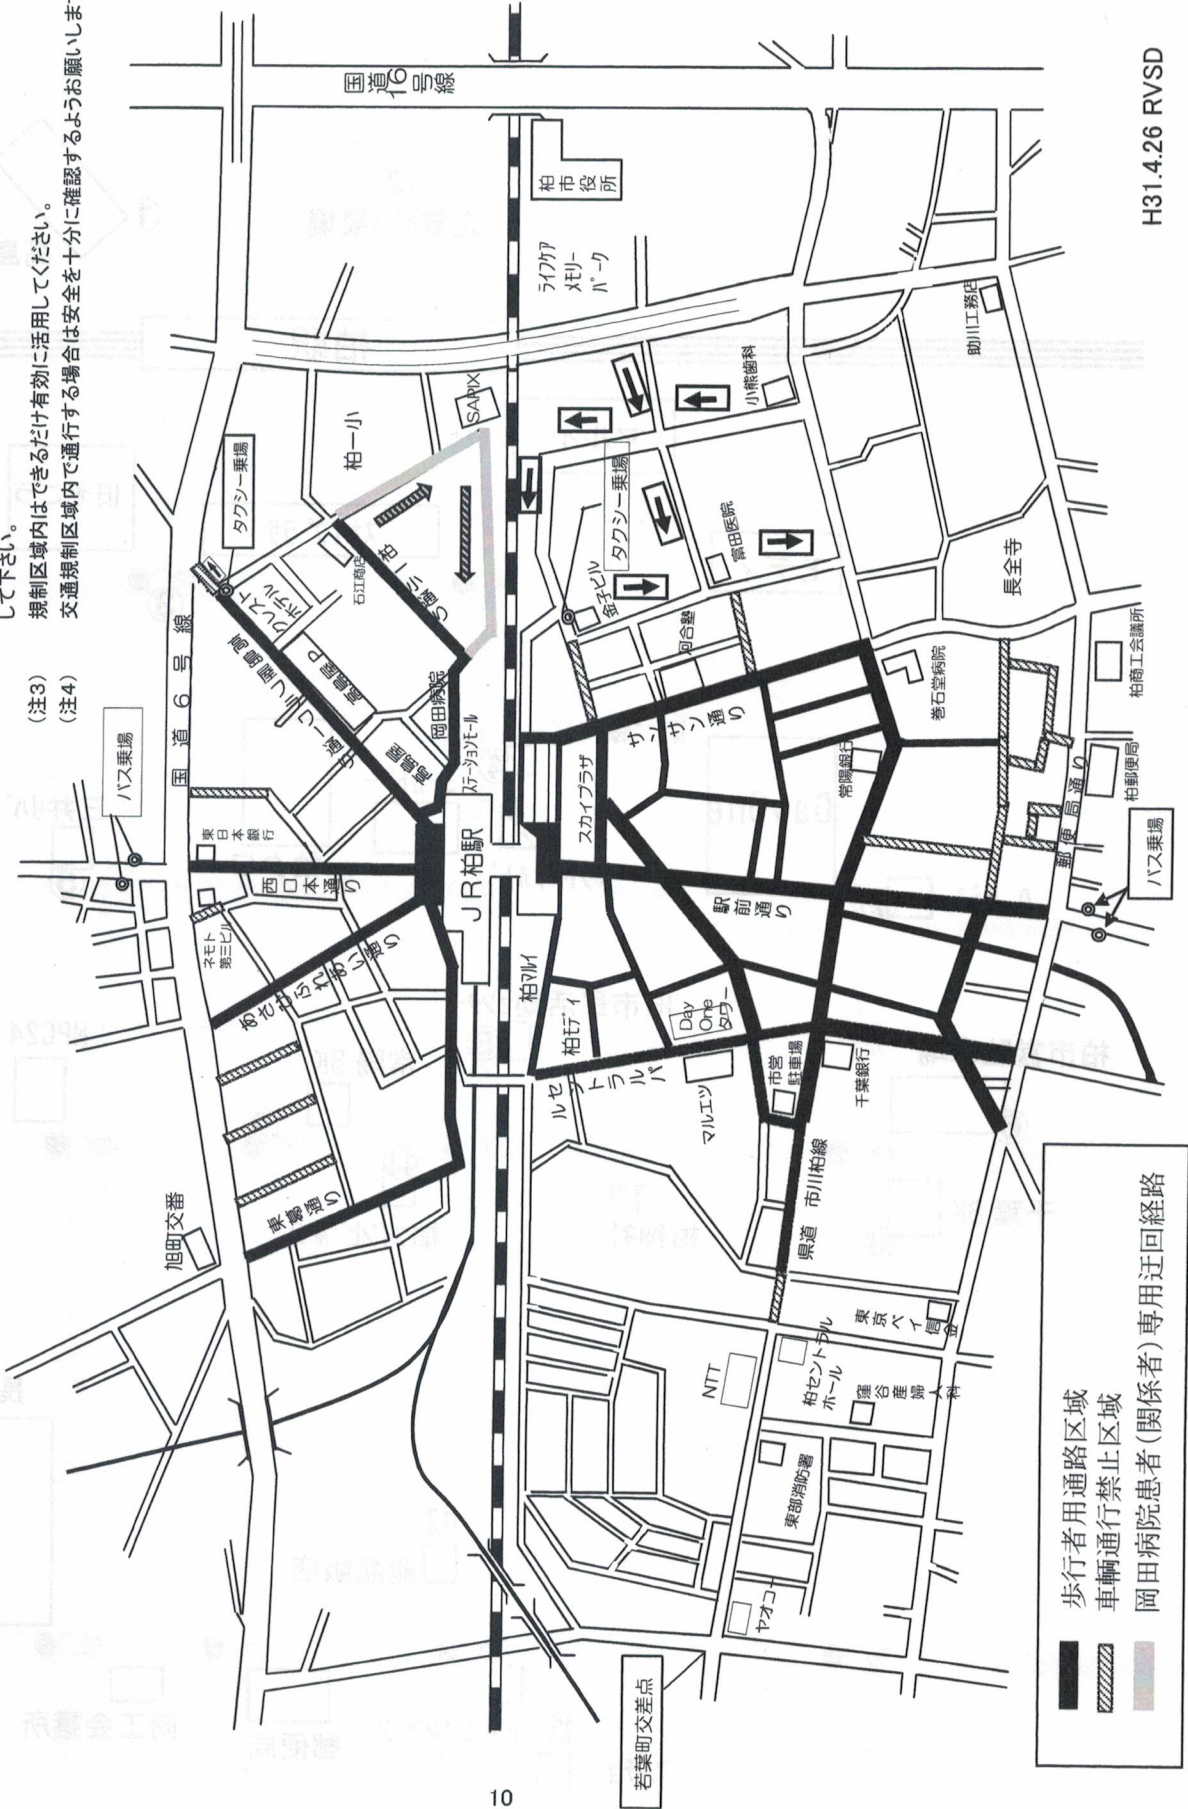 して下さい。
(注3) 規制区域内はできるだけ有効に活用してください。
(注4) 交通規制区域内で通行する場合は安全を十分に確認するようお願いしま
国道16号線
国道6号線
バス乗場
タクシー乗場
柏一小
SAPIX
柏市役所
ライフケア
メモリー
パーク
クレスト
ホテル
石江商店
ハウディモール
高島屋P
高島屋
岡田病院
ステーションモール
東日本銀行
西口本通り
ネモト
第三ビル
あさひふれあい通り
旭町交番
東葛通り
JR柏駅
スカイプラザ
サンサン通り
金子ビル
タクシー乗場
河合塾
富田医院
小熊歯科
助川工務店
長全寺
巻石堂病院
常陽銀行
柏商工会議所
柏郵便局
郵便局通り
バス乗場
駅前通り
柏マルイ
柏モディ
Day
One
タワー
マルエツ
市営
駐車場
千葉銀行
県道 市川柏線
東京ベイ信金
柏セントラル
ホール
窪谷産婦人科
NTT
東部消防署
ヤオコー
若葉町交差点
歩行者用通路区域
車輌通行禁止区域
岡田病院患者(関係者)専用迂回経路
H31.4.26 RVSD
10